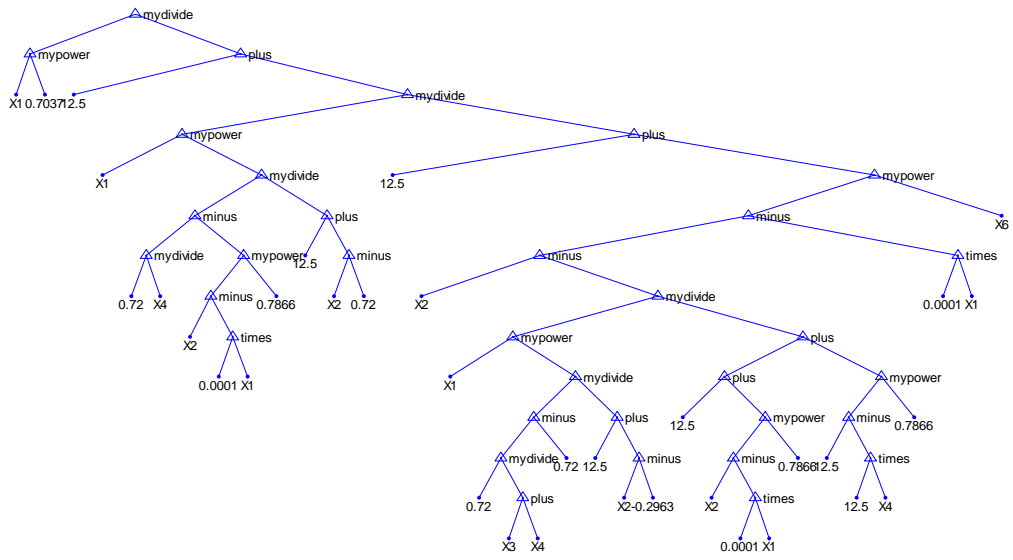 mydivide
mypower plus
X1 0.7037 12.5 mydivide
mypower plus
X1 mydivide 12.5 mypower
minus plus minus X6
mydivide mypower 12.5 minus minus times
0.72 X4 minus 0.7866 X2 0.72 X2 mydivide 0.0001 X1
X2 times mypower plus
0.0001 X1 X1 mydivide plus mypower
minus plus 12.5 mypower minus 0.7866
mydivide 0.72 12.5 minus minus 0.7866 12.5 times
0.72 plus X2 -0.2963 X2 times 12.5 X4
X3 X4 0.0001 X1